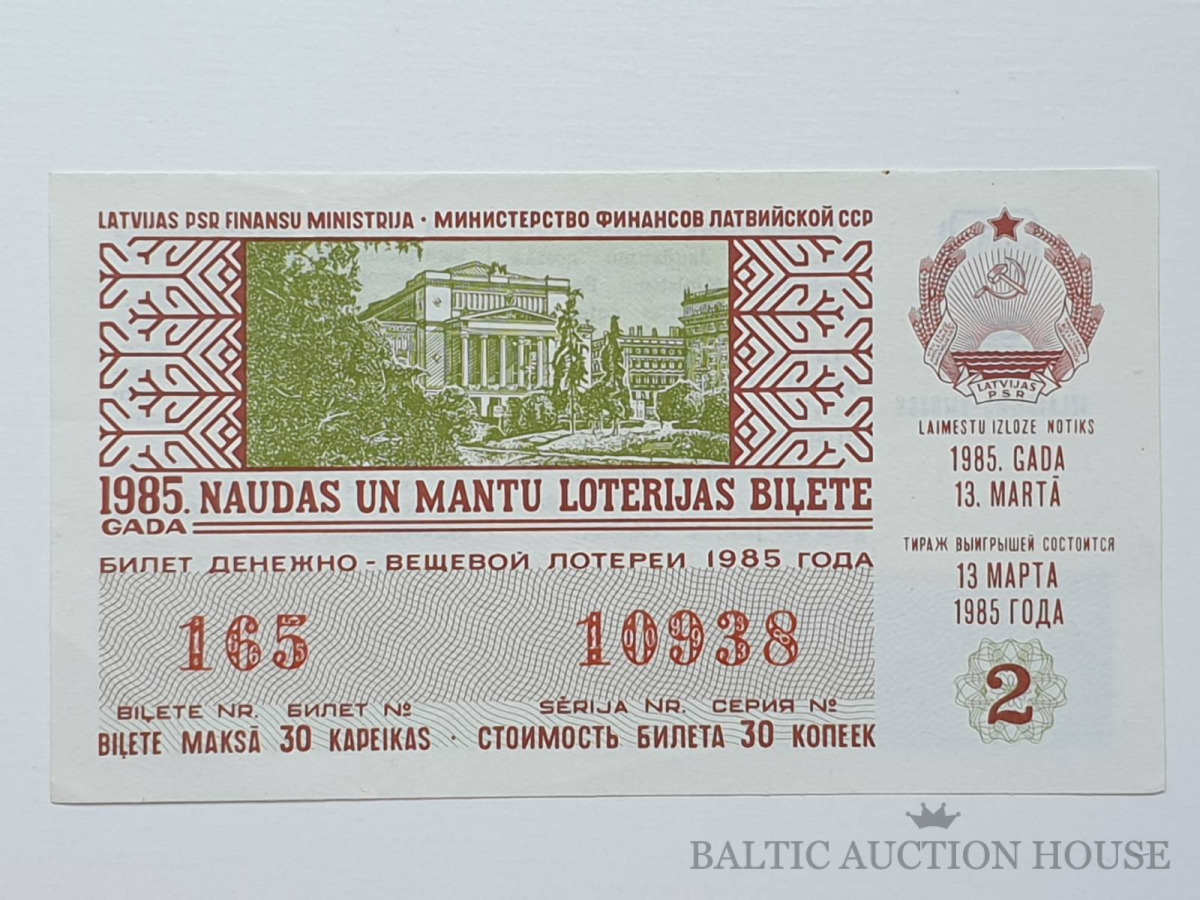 LATVIJAS PSR FINANSU MINISTRIJA · МИНИСТЕРСТВО ФИНАНСОВ ЛАТВИЙСКОЙ ССР
1985. NAUDAS UN MANTU LOTERIJAS BIĻETE
GADA
БИЛЕТ ДЕНЕЖНО - ВЕЩЕВОЙ ЛОТЕРЕИ 1985 ГОДА
165 10938
BIĻETE NR. БИЛЕТ № SĒRIJA NR. СЕРИЯ №
BIĻETE MAKSĀ 30 KAPEIKAS · СТОИМОСТЬ БИЛЕТА 30 КОПЕЕК
LATVIJAS
PSR
LAIMESTU IZLOZE NOTIKS
1985. GADA
13. MARTĀ
ТИРАЖ ВЫИГРЫШЕЙ СОСТОИТСЯ
13 МАРТА
1985 ГОДА
2
BALTIC AUCTION HOUSE